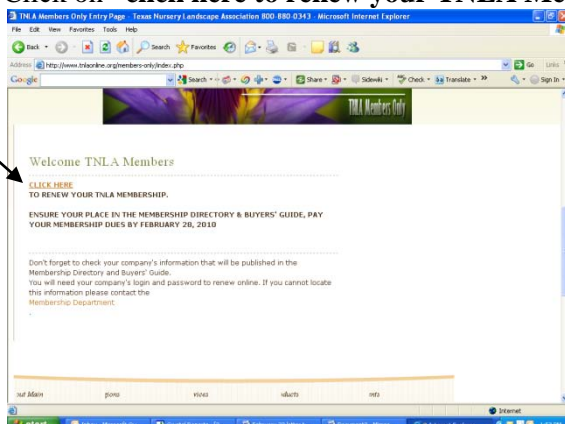 Click on "click here to renew your TNLA Me
TNLA Members Only Entry Page - Texas Nursery Landscape Association 800-880-0343 - Microsoft Internet Explorer
File Edit View Favorites Tools Help
Back Search Favorites
Address http://www.tnlaonline.org/members-only/index.php Go Links
Google Search Share Sidewiki Check Translate Sign In
TNLA Members Only
Welcome TNLA Members
CLICK HERE
TO RENEW YOUR TNLA MEMBERSHIP.
ENSURE YOUR PLACE IN THE MEMBERSHIP DIRECTORY & BUYERS' GUIDE, PAY
YOUR MEMBERSHIP DUES BY FEBRUARY 28, 2010
Don't forget to check your company's information that will be published in the
Membership Directory and Buyers' Guide.
You will need your company's login and password to renew online. If you cannot locate
this information please contact the
Membership Department
.
Main
Internet